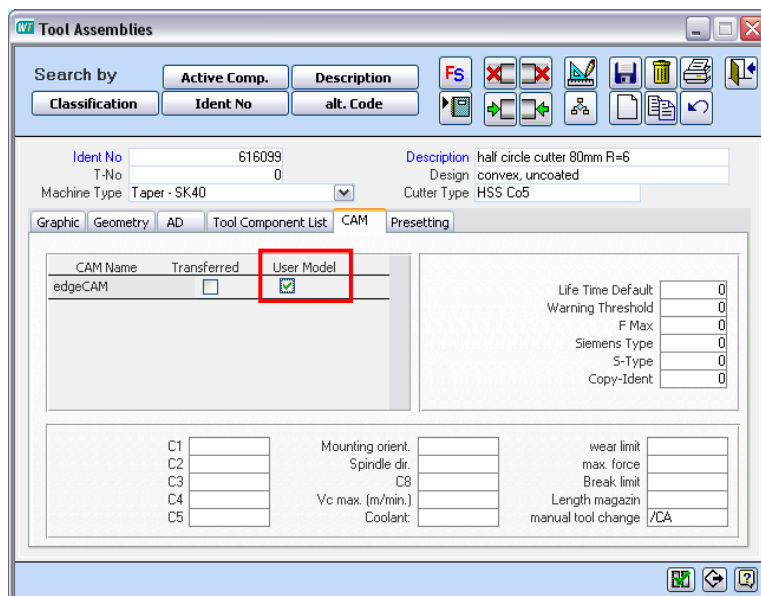 WT Tool Assemblies
Search by
Active Comp. Description
Classification Ident No alt. Code
FS
Ident No 616099 Description half circle cutter 80mm R=6
T-No 0 Design convex, uncoated
Machine Type Taper - SK40 Cutter Type HSS Co5
Graphic Geometry AD Tool Component List CAM Presetting
CAM Name Transferred User Model
edgeCAM
Life Time Default 0
Warning Threshold 0
F Max 0
Siemens Type 0
S-Type 0
Copy-Ident 0
C1 Mounting orient. wear limit
C2 Spindle dir. max. force
C3 C8 Break limit
C4 Vc max. (m/min.) Length magazin
C5 Coolant: manual tool change /CA